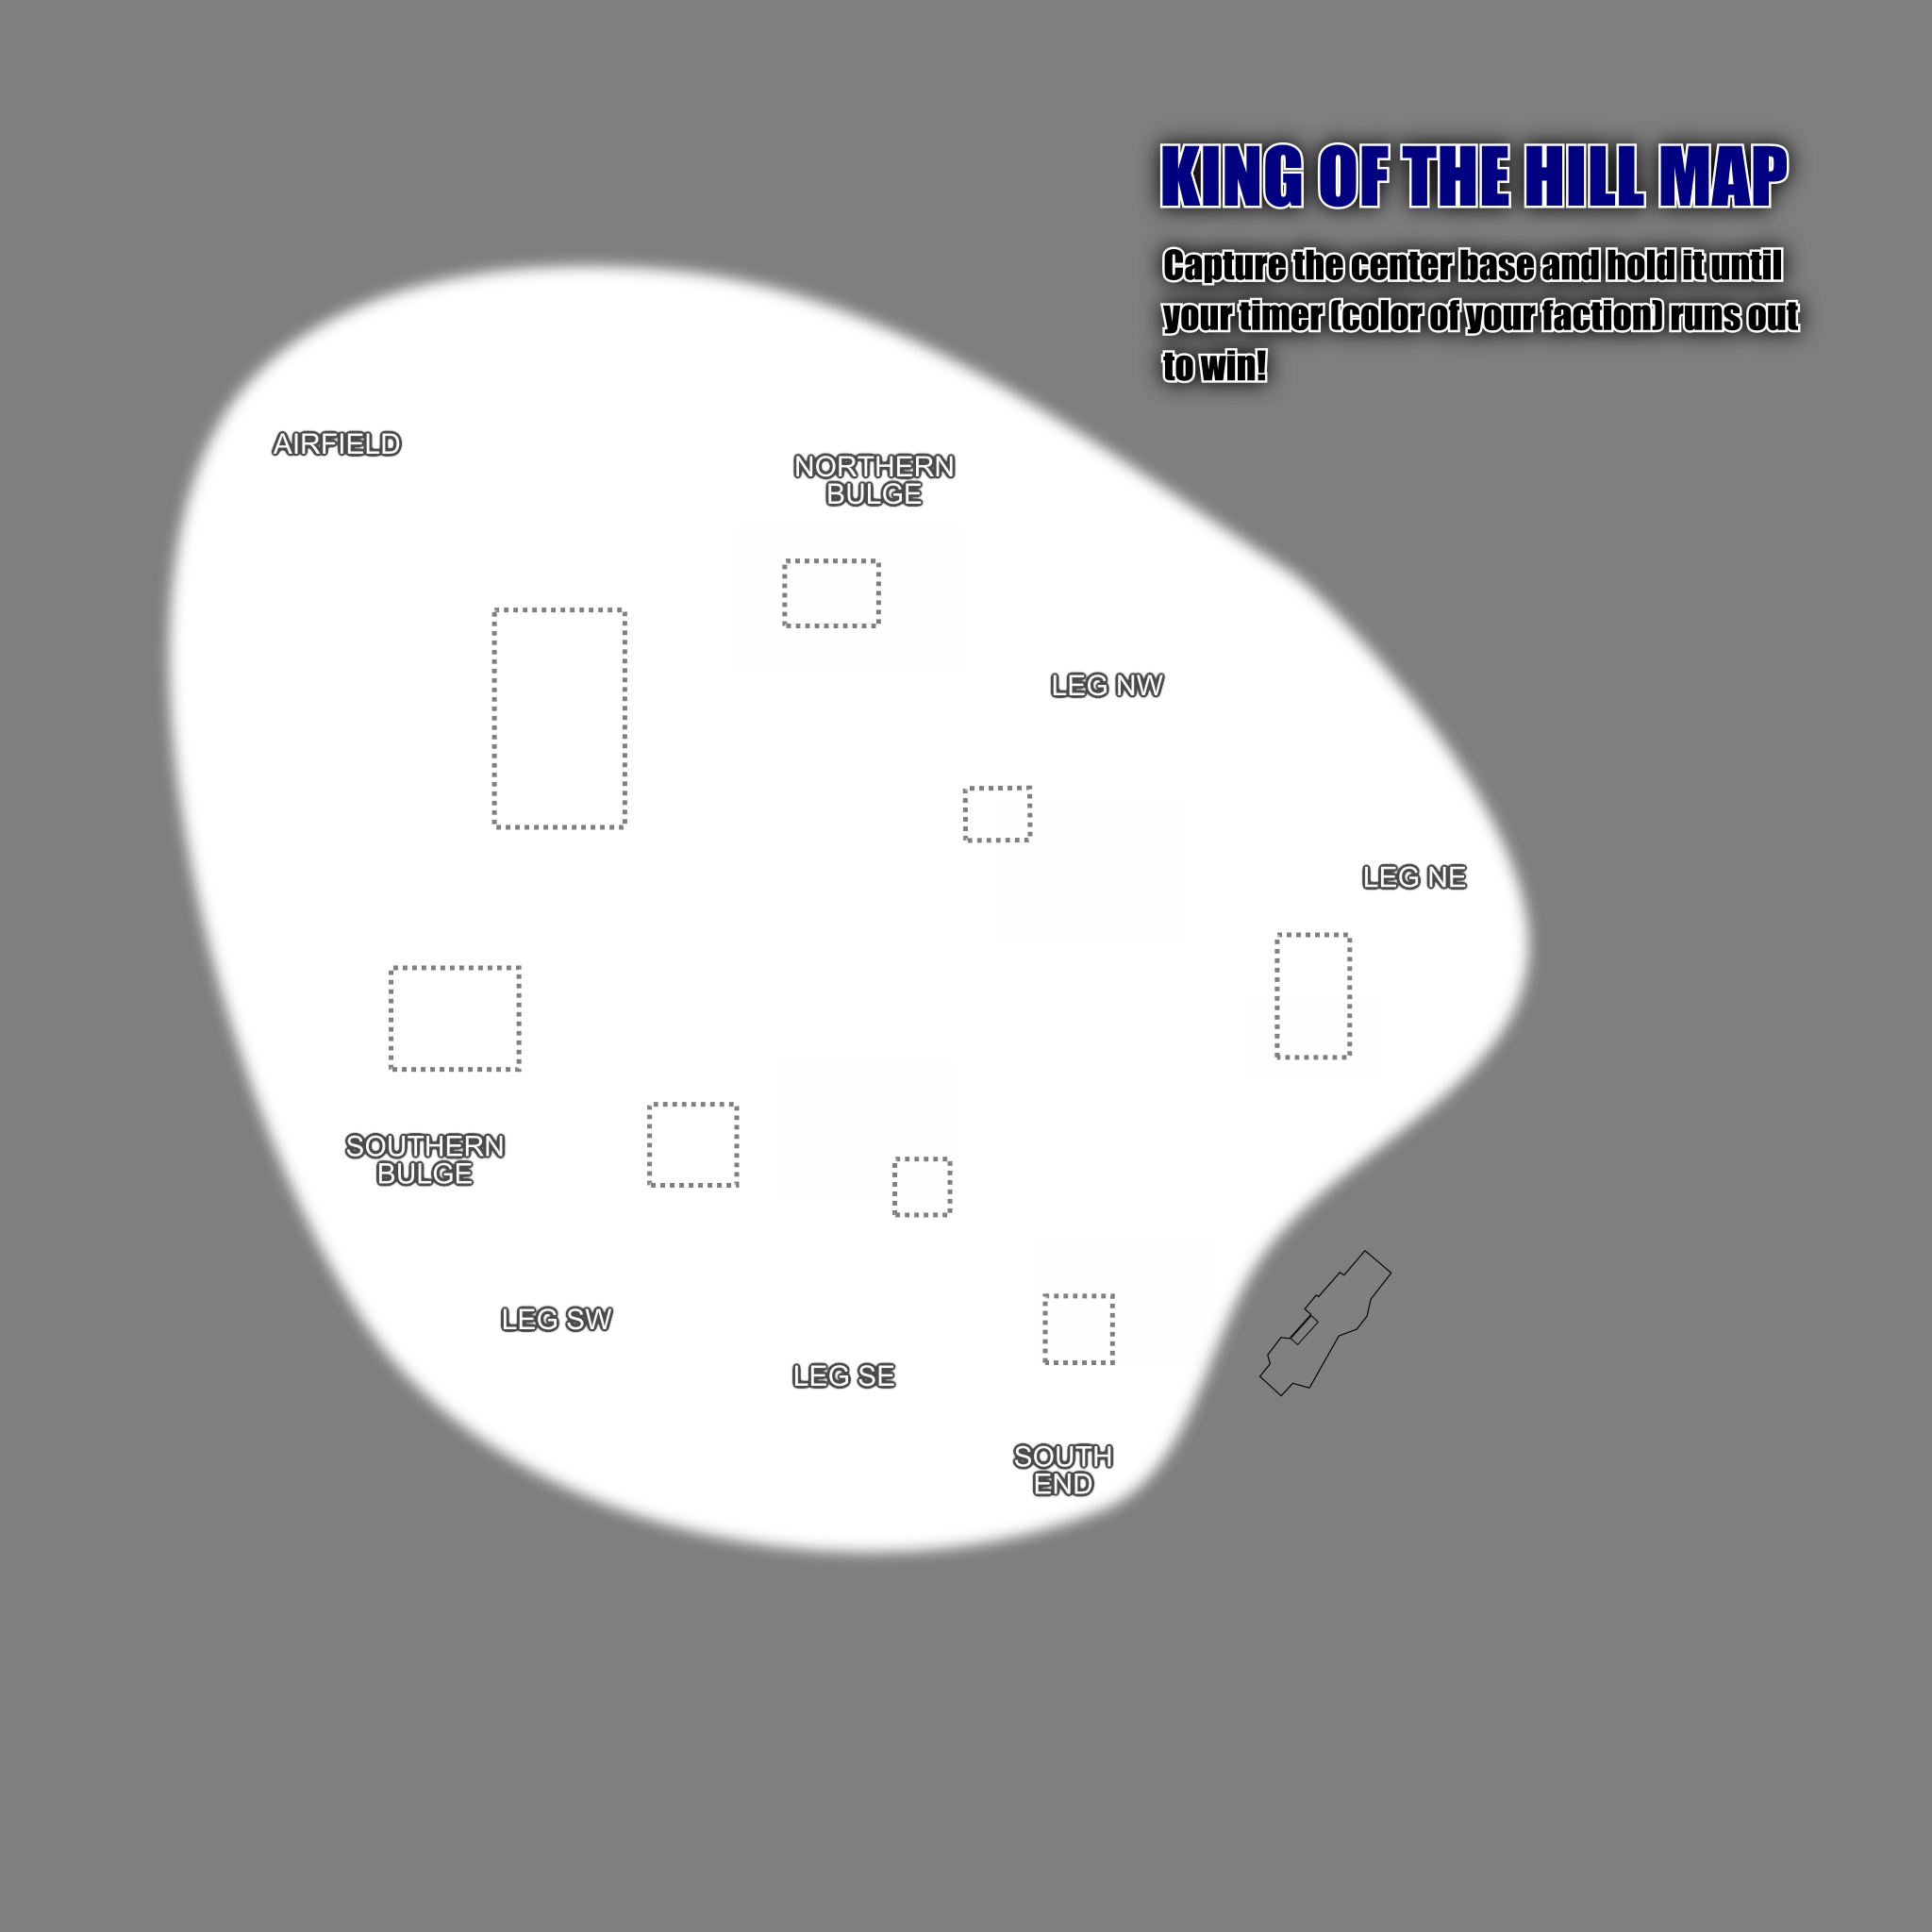 KING OF THE HILL MAP
Capture the center base and hold it until
your timer (color of your faction) runs out
to win!
AIRFIELD
NORTHERN
BULGE
LEG NW
LEG NE
SOUTHERN
BULGE
LEG SW
LEG SE
SOUTH
END